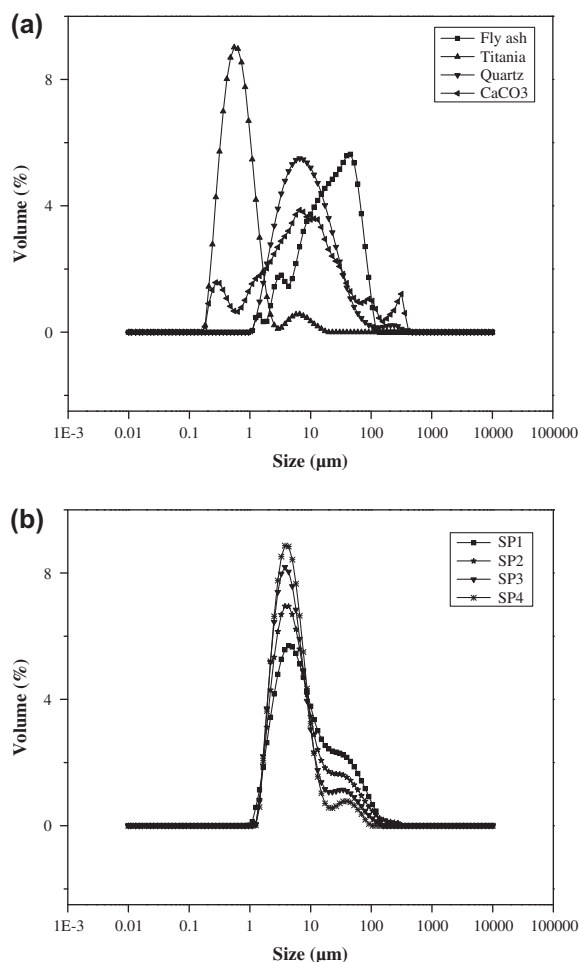 (a)
Fly ash
Titania
Quartz
CaCO3
8
4
0
Volume (%)
1E-3 0.01 0.1 1 10 100 1000 10000 100000
Size (μm)
(b)
SP1
SP2
SP3
SP4
8
4
0
Volume (%)
1E-3 0.01 0.1 1 10 100 1000 10000 100000
Size (μm)